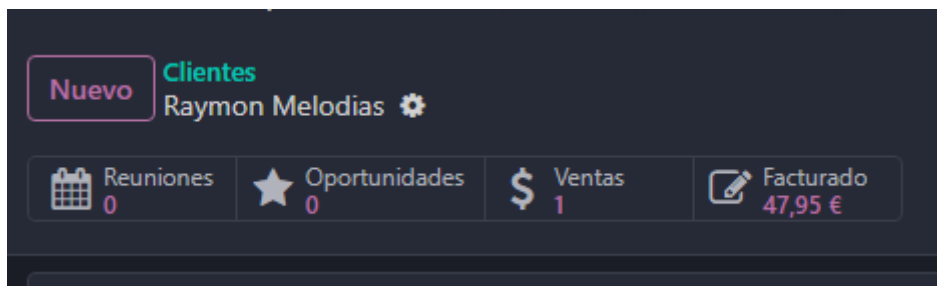 Nuevo
Clientes
Raymon Melodias
Reuniones
0
Oportunidades
0
Ventas
1
Facturado
47,95 €